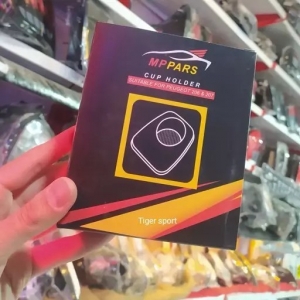 MPPARS
CUP HOLDER
SUITABLE FOR PEUGEOT 206 & 207
Tiger sport